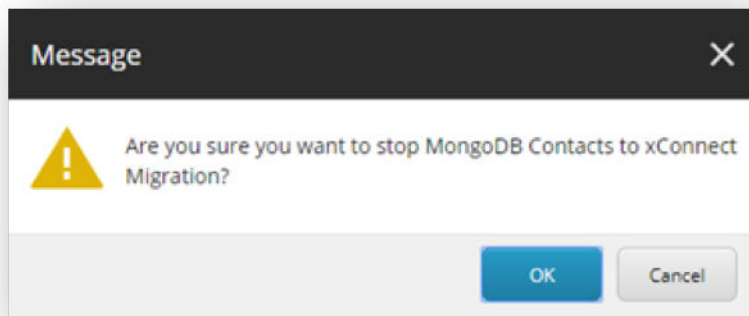 Message
Are you sure you want to stop MongoDB Contacts to xConnect
Migration?
OK
Cancel